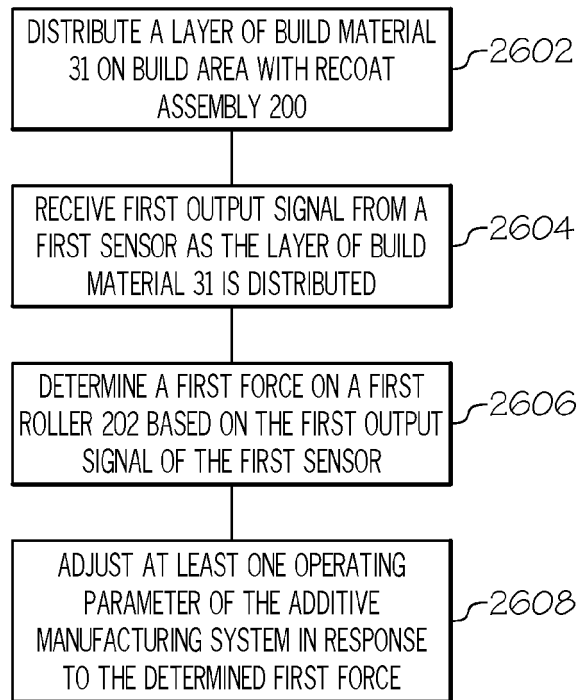 DISTRIBUTE A LAYER OF BUILD MATERIAL
31 ON BUILD AREA WITH RECOAT
ASSEMBLY 200
2602
RECEIVE FIRST OUTPUT SIGNAL FROM A
FIRST SENSOR AS THE LAYER OF BUILD
MATERIAL 31 IS DISTRIBUTED
2604
DETERMINE A FIRST FORCE ON A FIRST
ROLLER 202 BASED ON THE FIRST OUTPUT
SIGNAL OF THE FIRST SENSOR
2606
ADJUST AT LEAST ONE OPERATING
PARAMETER OF THE ADDITIVE
MANUFACTURING SYSTEM IN RESPONSE
TO THE DETERMINED FIRST FORCE
2608